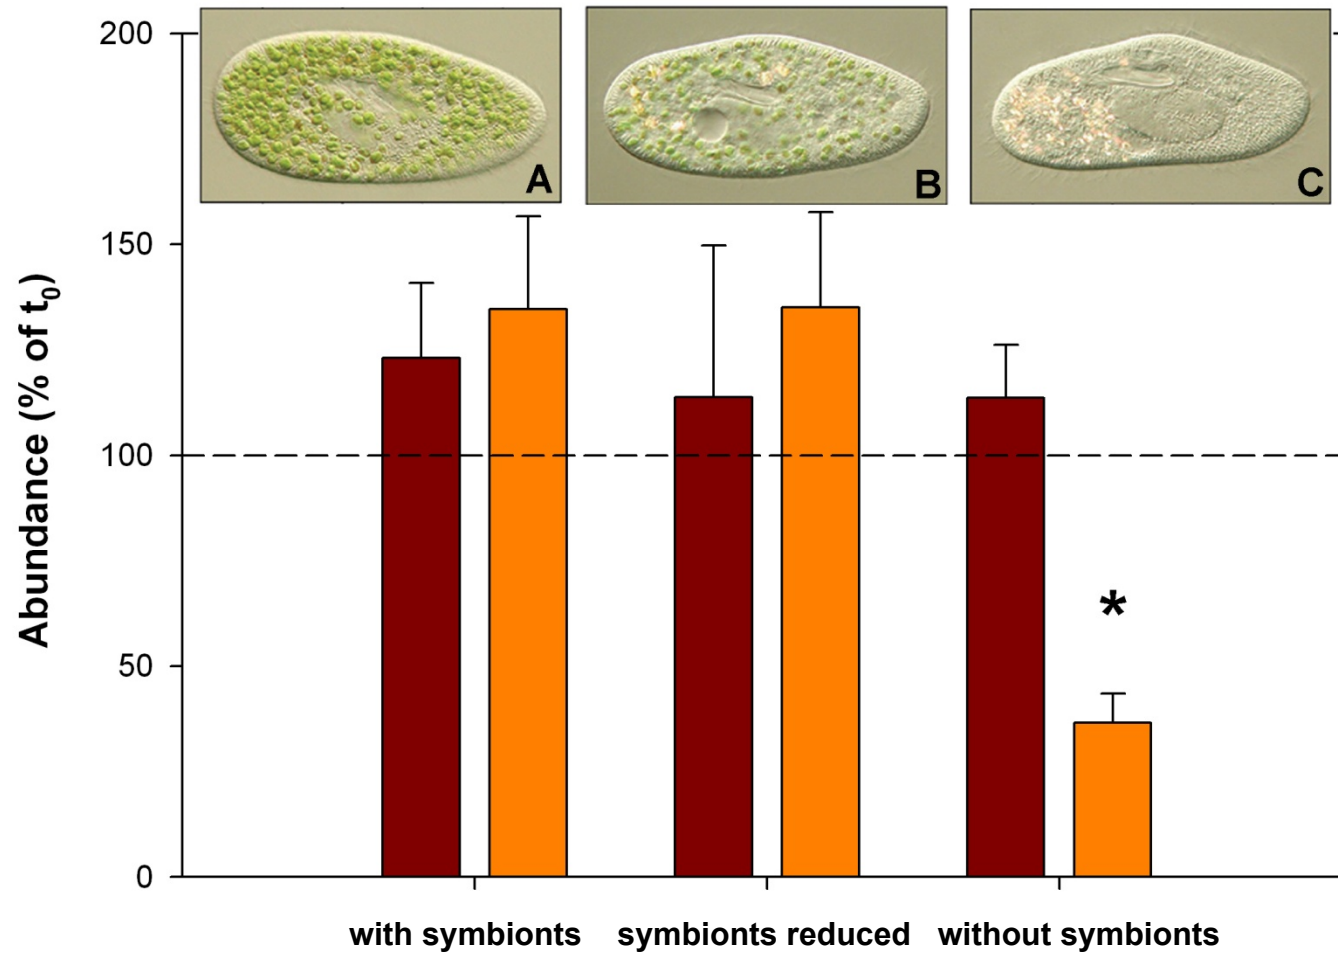 200
150
100
50
0
Abundance (% of t0)
A
B
C
*
with symbionts symbionts reduced without symbionts